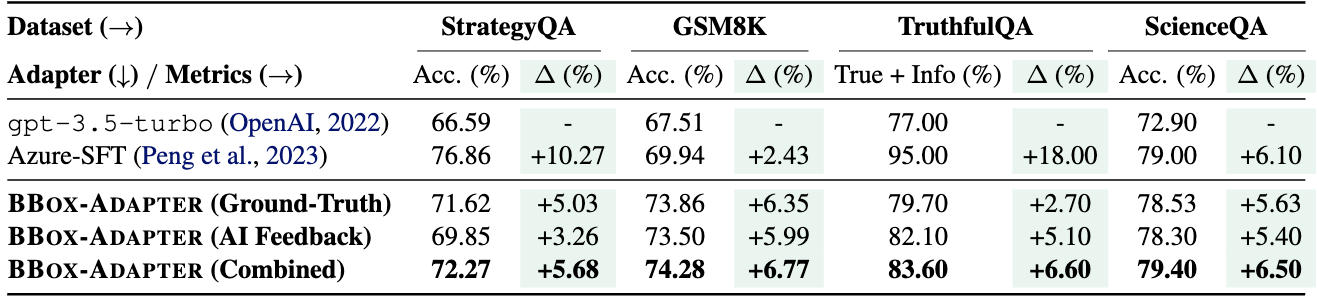 Dataset (→) StrategyQA GSM8K TruthfulQA ScienceQA
Adapter (↓) / Metrics (→) Acc. (%) Δ (%) Acc. (%) Δ (%) True + Info (%) Δ (%) Acc. (%) Δ (%)
gpt-3.5-turbo (OpenAI, 2022) 66.59 - 67.51 - 77.00 - 72.90 -
Azure-SFT (Peng et al., 2023) 76.86 +10.27 69.94 +2.43 95.00 +18.00 79.00 +6.10
BBOX-ADAPTER (Ground-Truth) 71.62 +5.03 73.86 +6.35 79.70 +2.70 78.53 +5.63
BBOX-ADAPTER (AI Feedback) 69.85 +3.26 73.50 +5.99 82.10 +5.10 78.30 +5.40
BBOX-ADAPTER (Combined) 72.27 +5.68 74.28 +6.77 83.60 +6.60 79.40 +6.50